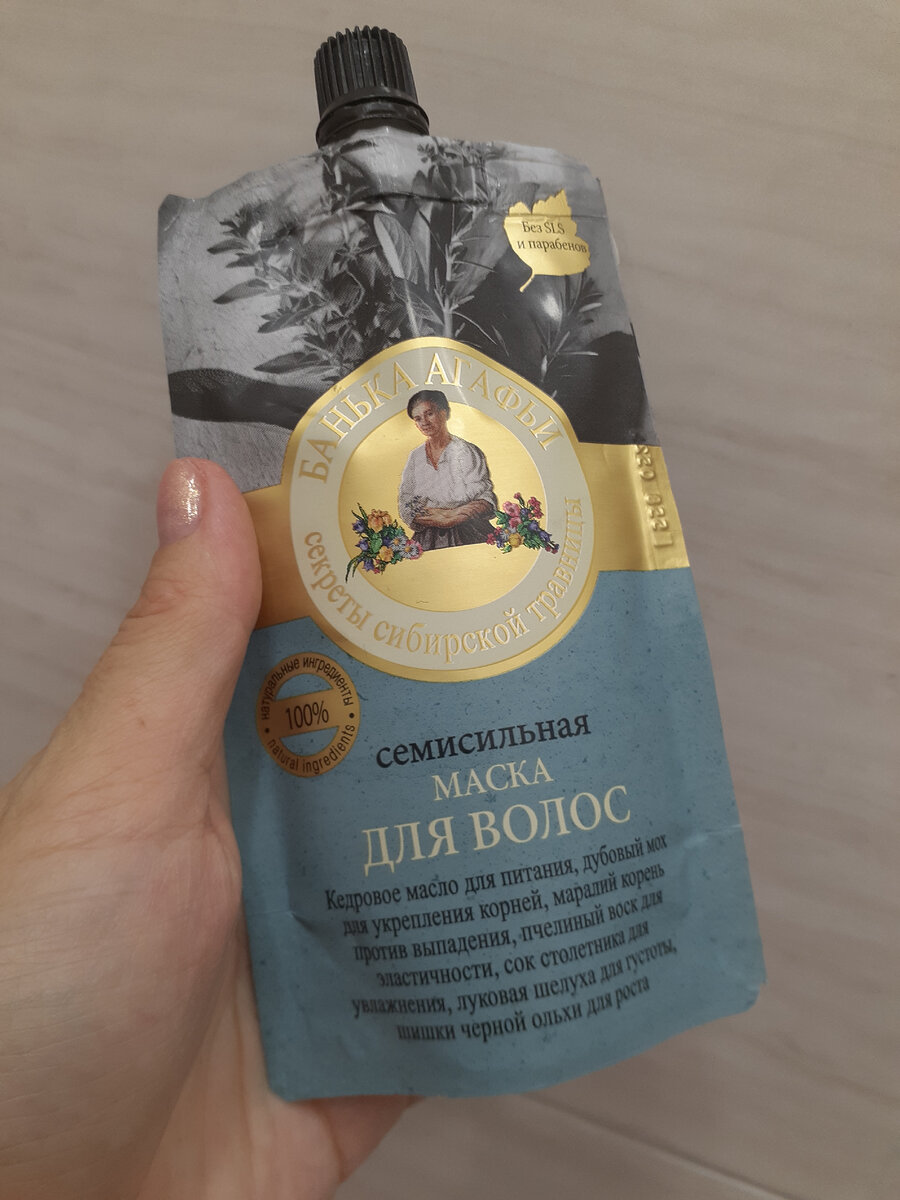 Без SLS
и парабенов
БАНЬКА АГАФЬИ
секреты сибирской травницы
натуральные ингредиенты
100%
natural ingredients
семисильная
МАСКА
ДЛЯ ВОЛОС
Кедровое масло для питания, дубовый мох
для укрепления корней, маралий корень
против выпадения, пчелиный воск для
эластичности, сок столетника для
увлажнения, луковая шелуха для густоты,
шишки черной ольхи для роста